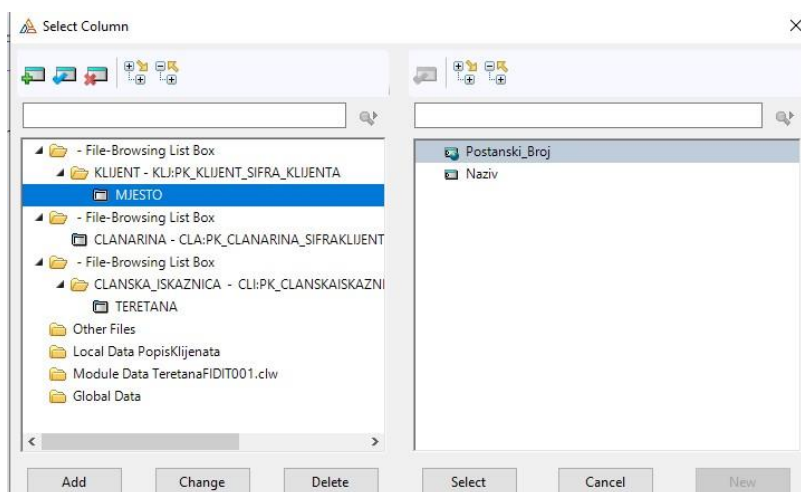 Select Column
- File-Browsing List Box
KLIJENT - KLJ:PK_KLIJENT_SIFRA_KLIJENTA
MJESTO
- File-Browsing List Box
CLANARINA - CLA:PK_CLANARINA_SIFRAKLIJENT
- File-Browsing List Box
CLANSKA_ISKAZNICA - CLI:PK_CLANSKAISKAZNI
TERETANA
Other Files
Local Data PopisKlijenata
Module Data TeretanaFIDIT001.clw
Global Data
Postanski_Broj
Naziv
Add Change Delete Select Cancel New